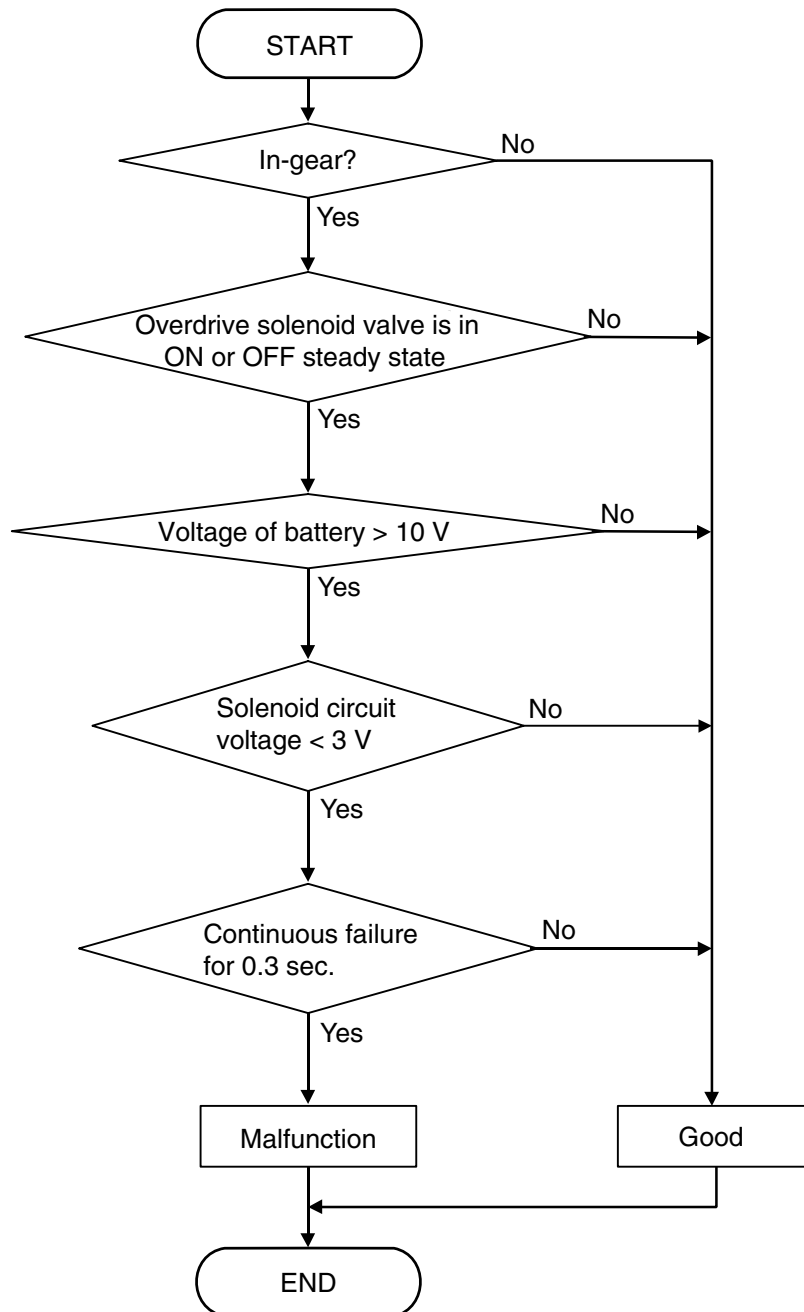 START
In-gear?
No
Yes
Overdrive solenoid valve is in
ON or OFF steady state
No
Yes
Voltage of battery > 10 V
No
Yes
Solenoid circuit
voltage < 3 V
No
Yes
Continuous failure
for 0.3 sec.
No
Yes
Malfunction
Good
END